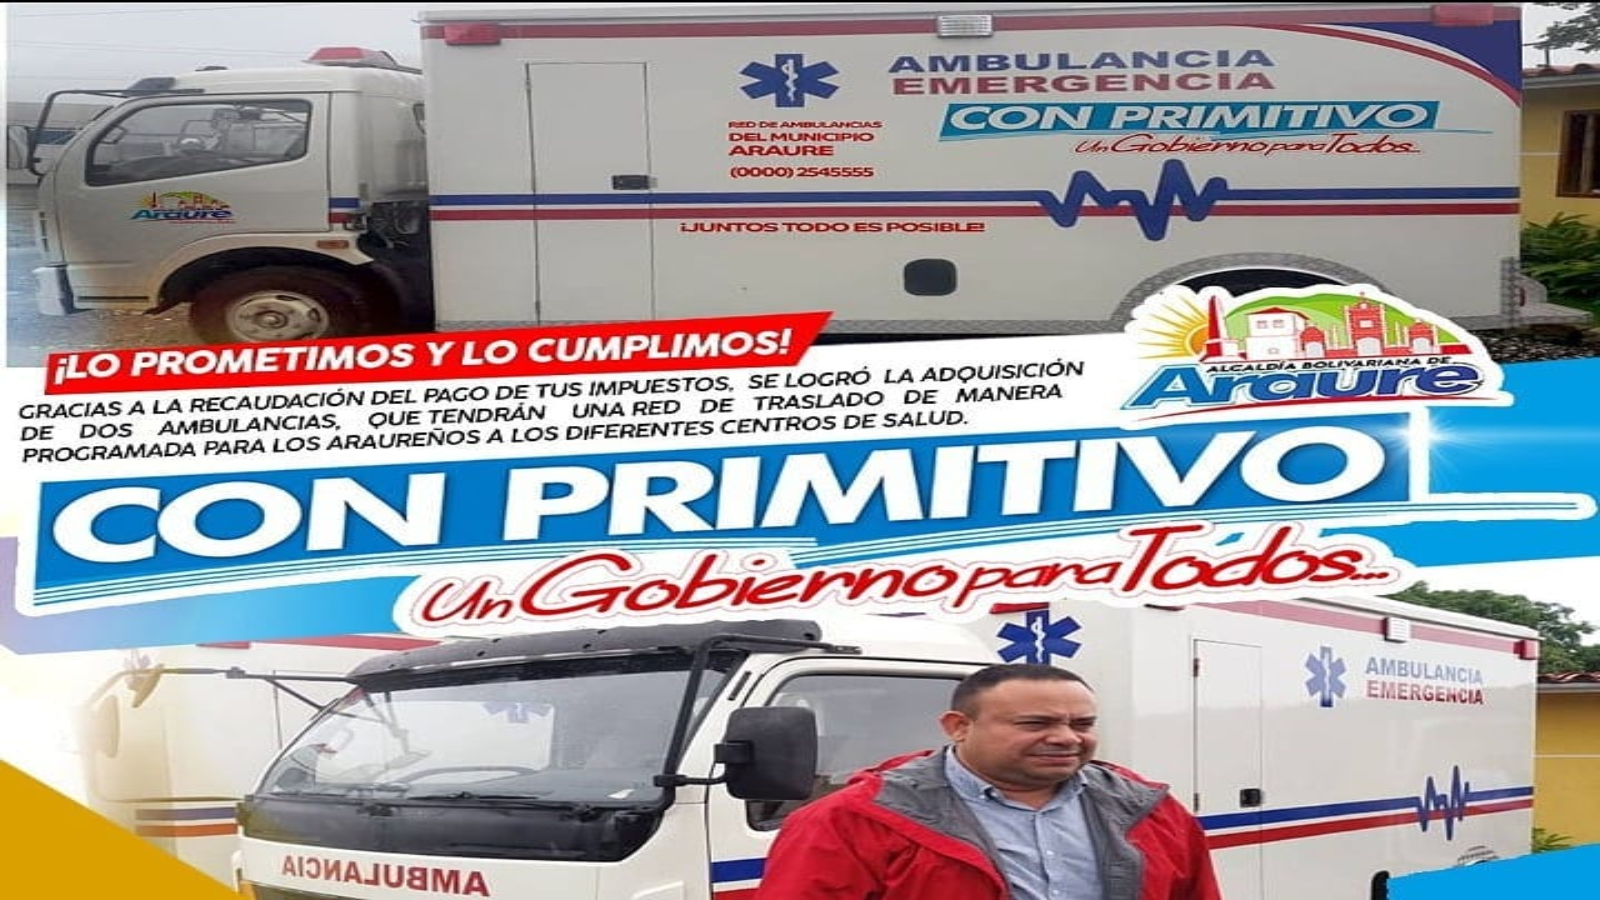 AMBULANCIA
EMERGENCIA
CON PRIMITIVO
Un Gobierno para Todos...
RED DE AMBULANCIAS
DEL MUNICIPIO
ARAURE
(0000) 2545555
Araure
¡JUNTOS TODO ES POSIBLE!
¡LO PROMETIMOS Y LO CUMPLIMOS!
GRACIAS A LA RECAUDACIÓN DEL PAGO DE TUS IMPUESTOS, SE LOGRÓ LA ADQUISICIÓN
DE DOS AMBULANCIAS, QUE TENDRÁN UNA RED DE TRASLADO DE MANERA
PROGRAMADA PARA LOS ARAUREÑOS A LOS DIFERENTES CENTROS DE SALUD.
ALCALDÍA BOLIVARIANA DE
Araure
CON PRIMITIVO
Un Gobierno para Todos...
AMBULANCIA
EMERGENCIA
AMBULANCIA